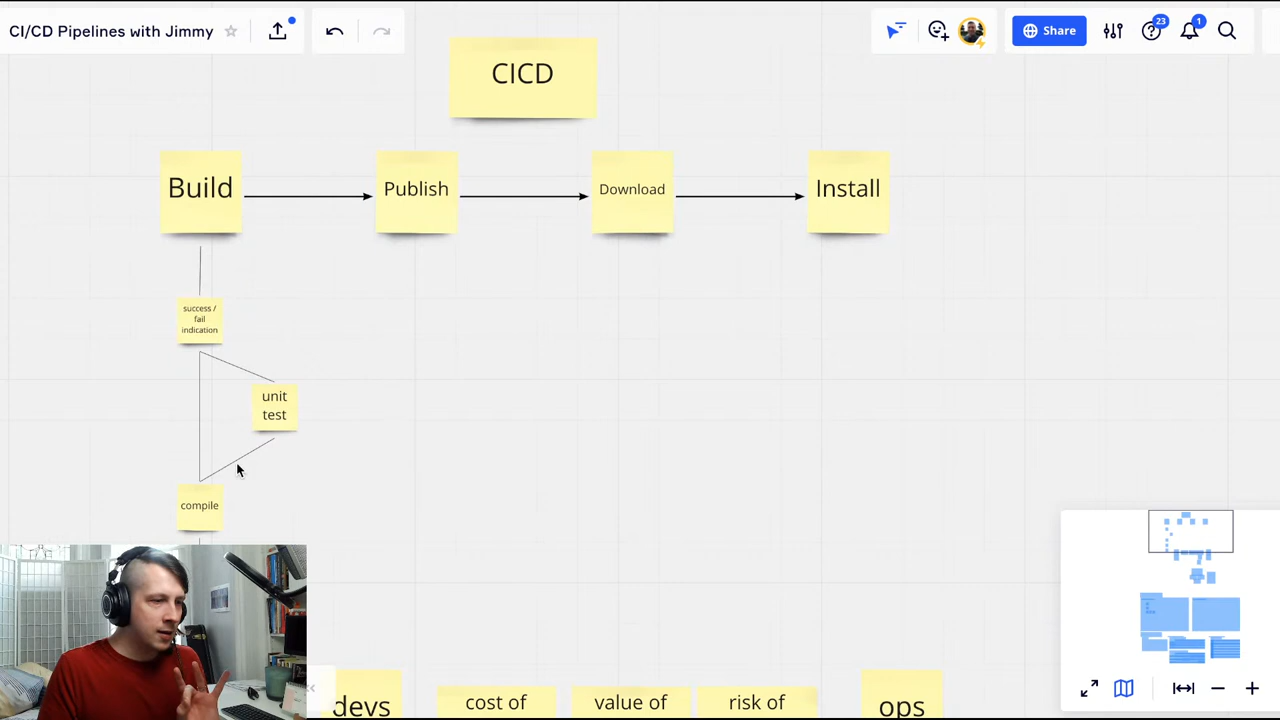 CI/CD Pipelines with Jimmy
Share
23
1
CICD
Build
Publish
Download
Install
success /
fail
indication
unit
test
compile
devs
cost of
value of
risk of
ops